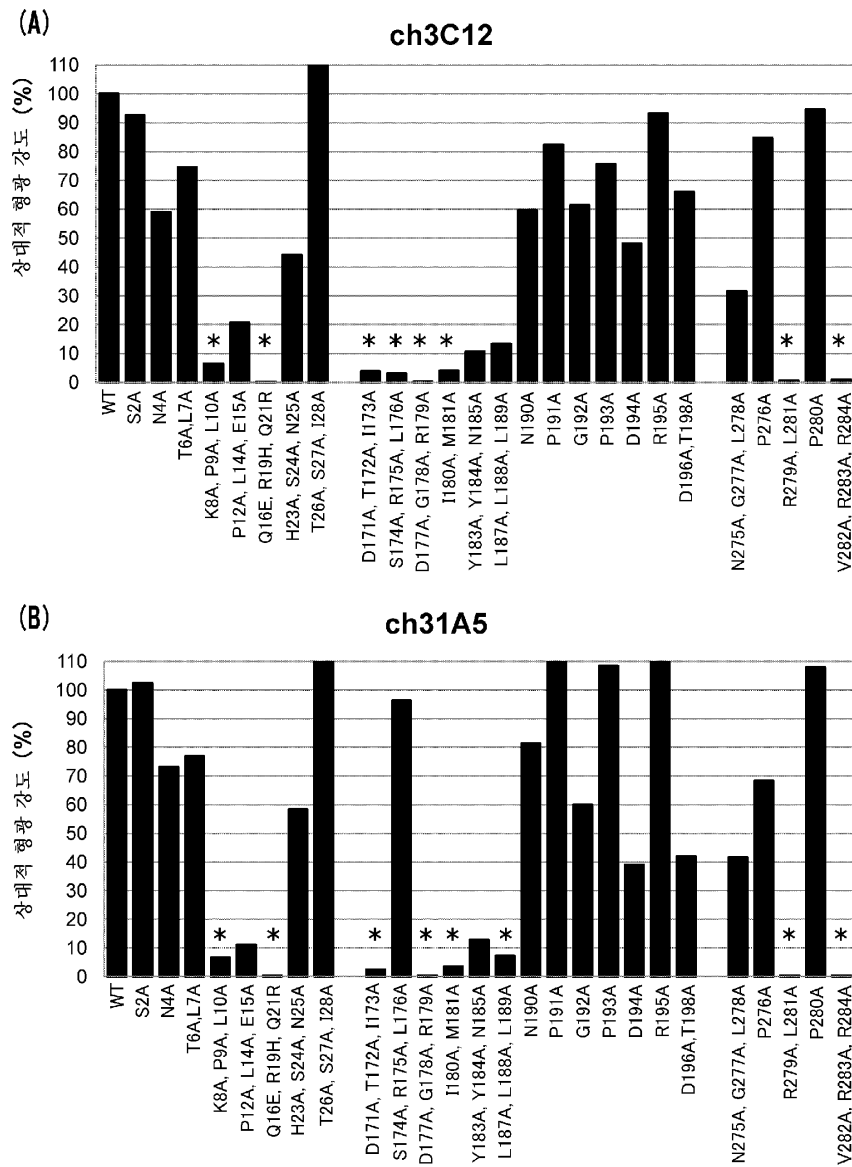 (A)
ch3C12
상대적 형광 강도 (%)
110
100
90
80
70
60
50
40
30
20
10
0
* * * * * * * *
WT
S2A
N4A
T6A,L7A
K8A, P9A, L10A
P12A, L14A, E15A
Q16E, R19H, Q21R
H23A, S24A, N25A
T26A, S27A, I28A
D171A, T172A, I173A
S174A, R175A, L176A
D177A, G178A, R179A
I180A, M181A
Y183A, Y184A, N185A
L187A, L188A, L189A
N190A
P191A
G192A
P193A
D194A
R195A
D196A,T198A
N275A, G277A, L278A
P276A
R279A, L281A
P280A
V282A, R283A, R284A
(B)
ch31A5
상대적 형광 강도 (%)
110
100
90
80
70
60
50
40
30
20
10
0
* * * * * * * *
WT
S2A
N4A
T6A,L7A
K8A, P9A, L10A
P12A, L14A, E15A
Q16E, R19H, Q21R
H23A, S24A, N25A
T26A, S27A, I28A
D171A, T172A, I173A
S174A, R175A, L176A
D177A, G178A, R179A
I180A, M181A
Y183A, Y184A, N185A
L187A, L188A, L189A
N190A
P191A
G192A
P193A
D194A
R195A
D196A,T198A
N275A, G277A, L278A
P276A
R279A, L281A
P280A
V282A, R283A, R284A